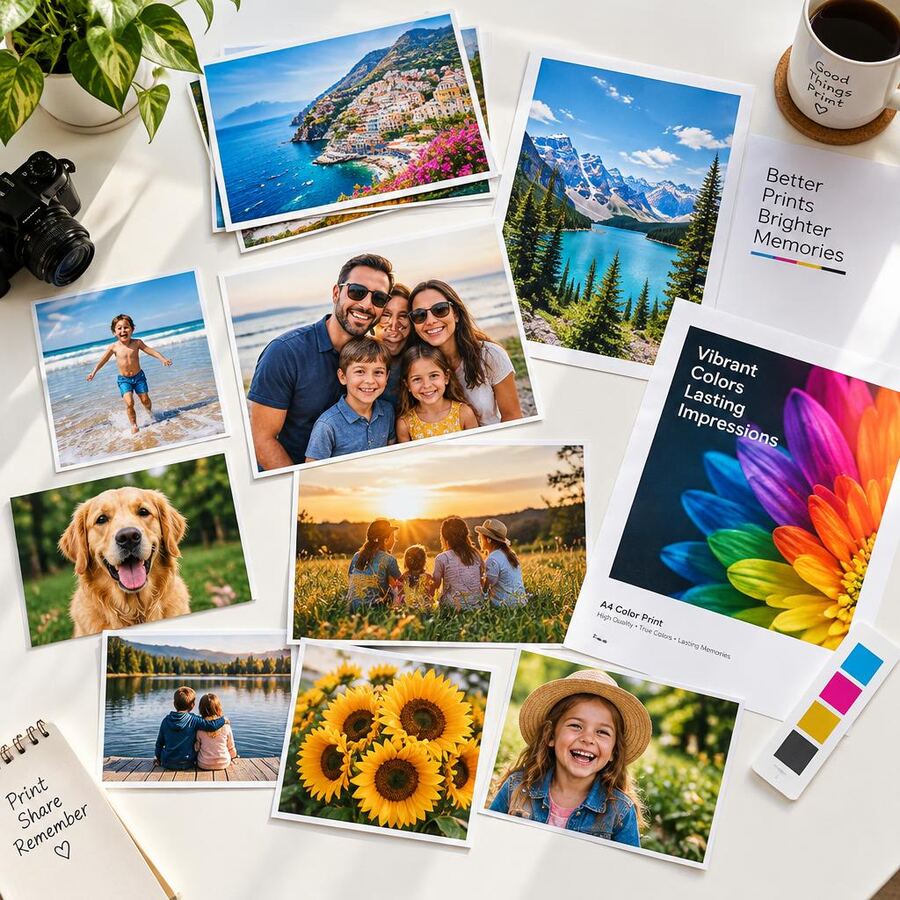 Good
Things
Print
♡
Better
Prints
Brighter
Memories
Vibrant
Colors
Lasting
Impressions
A4 Color Print
High Quality • True Colors • Lasting Memories
Print
Share
Remember
♡